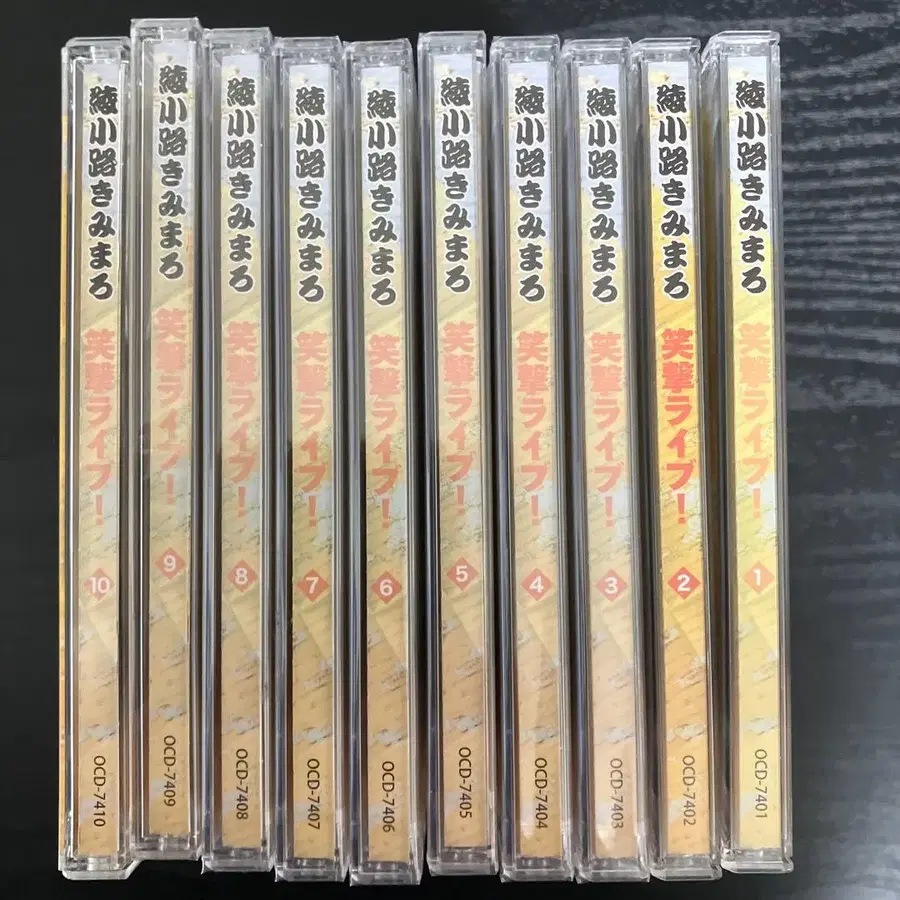 綾小路きみまろ 笑撃ライブ! 1 OCD-7401
綾小路きみまろ 笑撃ライブ! 2 OCD-7402
綾小路きみまろ 笑撃ライブ! 3 OCD-7403
綾小路きみまろ 笑撃ライブ! 4 OCD-7404
綾小路きみまろ 笑撃ライブ! 5 OCD-7405
綾小路きみまろ 笑撃ライブ! 6 OCD-7406
綾小路きみまろ 笑撃ライブ! 7 OCD-7407
綾小路きみまろ 笑撃ライブ! 8 OCD-7408
綾小路きみまろ 笑撃ライブ! 9 OCD-7409
綾小路きみまろ 笑撃ライブ! 10 OCD-7410